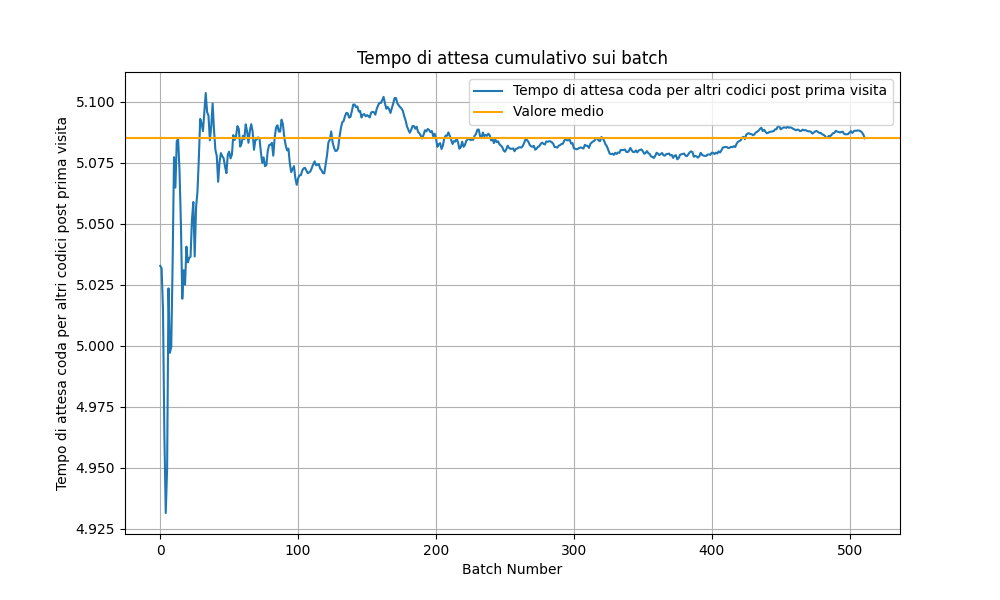 Tempo di attesa cumulativo sui batch
Tempo di attesa coda per altri codici post prima visita
Valore medio
Tempo di attesa coda per altri codici post prima visita
5.100
5.075
5.050
5.025
5.000
4.975
4.950
4.925
0 100 200 300 400 500
Batch Number